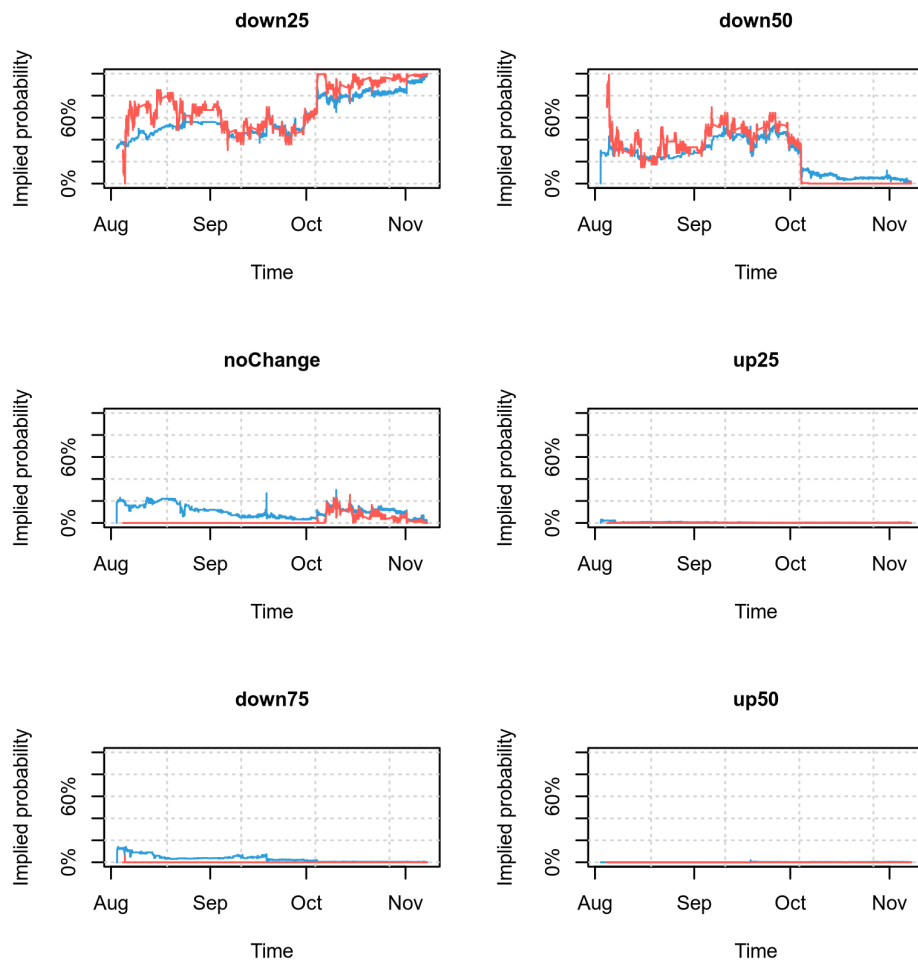 down25
Implied probability
60%
0%
Aug Sep Oct Nov
Time
down50
Implied probability
60%
0%
Aug Sep Oct Nov
Time
noChange
Implied probability
60%
0%
Aug Sep Oct Nov
Time
up25
Implied probability
60%
0%
Aug Sep Oct Nov
Time
down75
Implied probability
60%
0%
Aug Sep Oct Nov
Time
up50
Implied probability
60%
0%
Aug Sep Oct Nov
Time